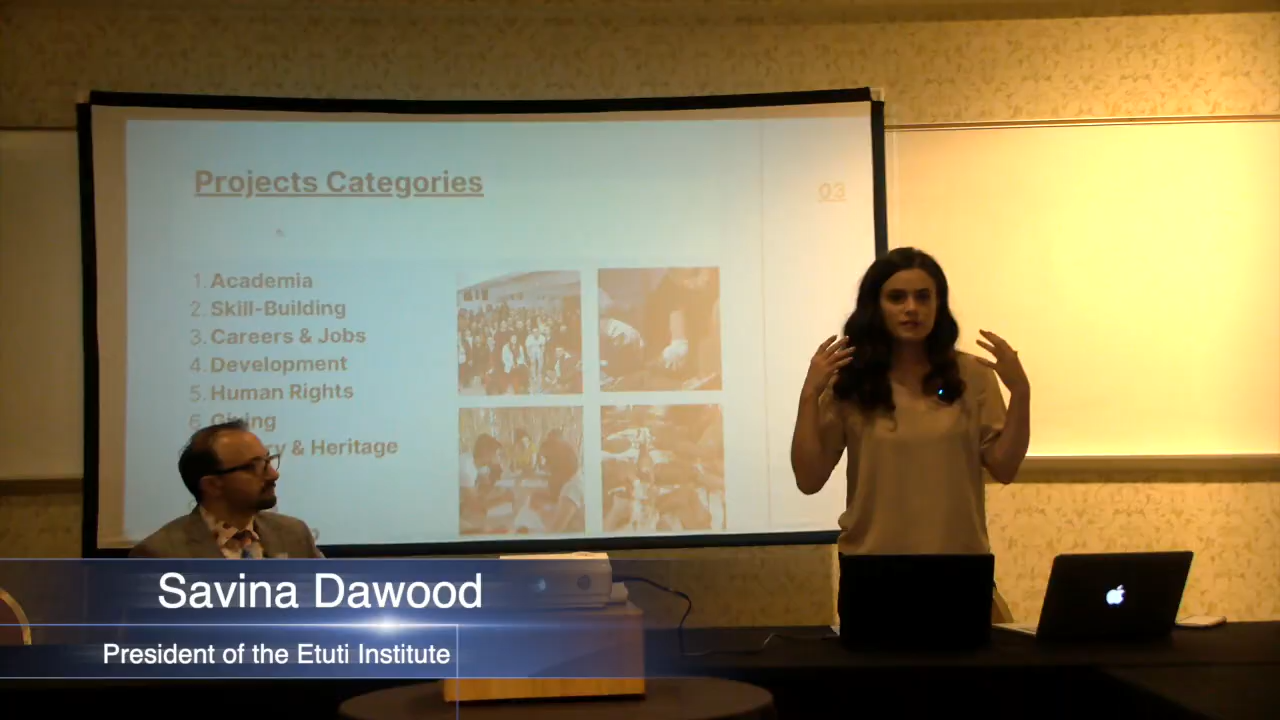 Projects Categories
03
1. Academia
2. Skill-Building
3. Careers & Jobs
4. Development
5. Human Rights
6. Giving
& Heritage
Savina Dawood
President of the Etuti Institute